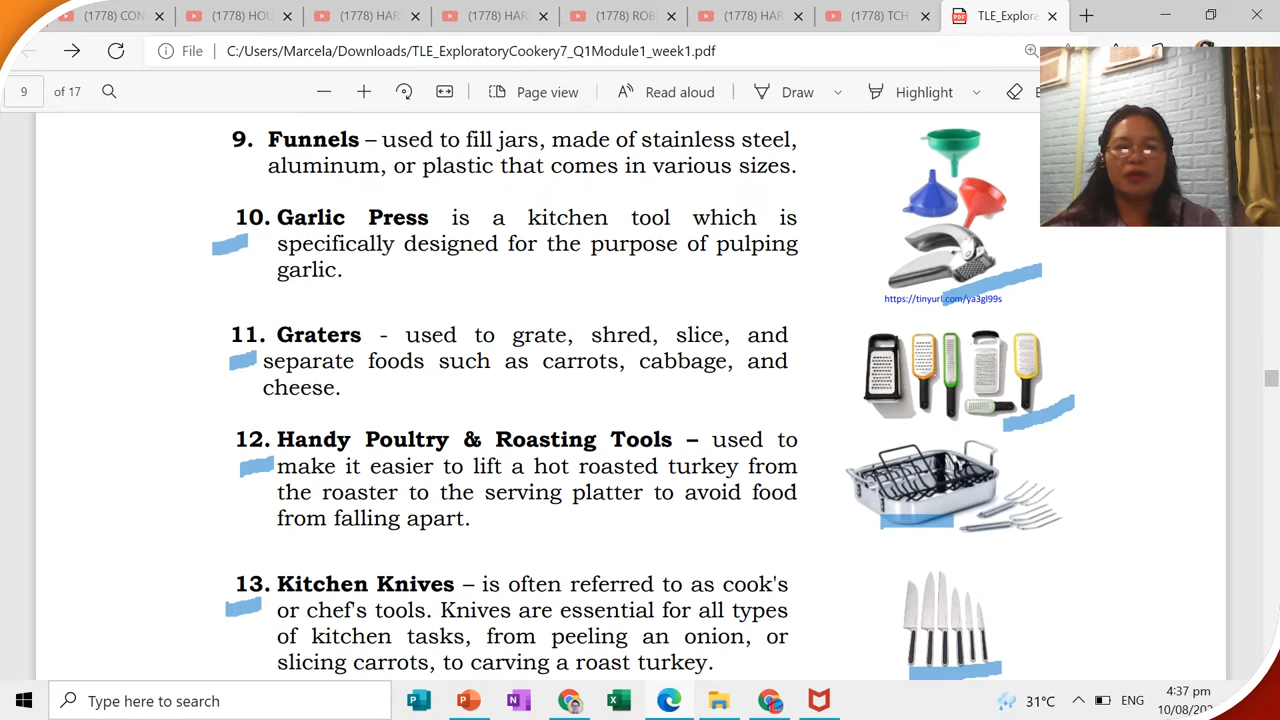 (1778) CON
(1778) HOU
(1778) HAR
(1778) HAR
(1778) ROB
(1778) HAR
(1778) TCH
PDF
TLE_Explora
File
C:/Users/Marcela/Downloads/TLE_ExploratoryCookery7_Q1Module1_week1.pdf
9
of 17
Page view
Read aloud
Draw
Highlight
9. Funnels – used to fill jars, made of stainless steel,
aluminum, or plastic that comes in various sizes.
10. Garlic Press is a kitchen tool which is
specifically designed for the purpose of pulping
garlic.
https://tinyurl.com/ya3gl99s
11. Graters - used to grate, shred, slice, and
separate foods such as carrots, cabbage, and
cheese.
12. Handy Poultry & Roasting Tools – used to
make it easier to lift a hot roasted turkey from
the roaster to the serving platter to avoid food
from falling apart.
13. Kitchen Knives – is often referred to as cook's
or chef's tools. Knives are essential for all types
of kitchen tasks, from peeling an onion, or
slicing carrots, to carving a roast turkey.
Type here to search
31°C
ENG
4:37 pm
10/08/202